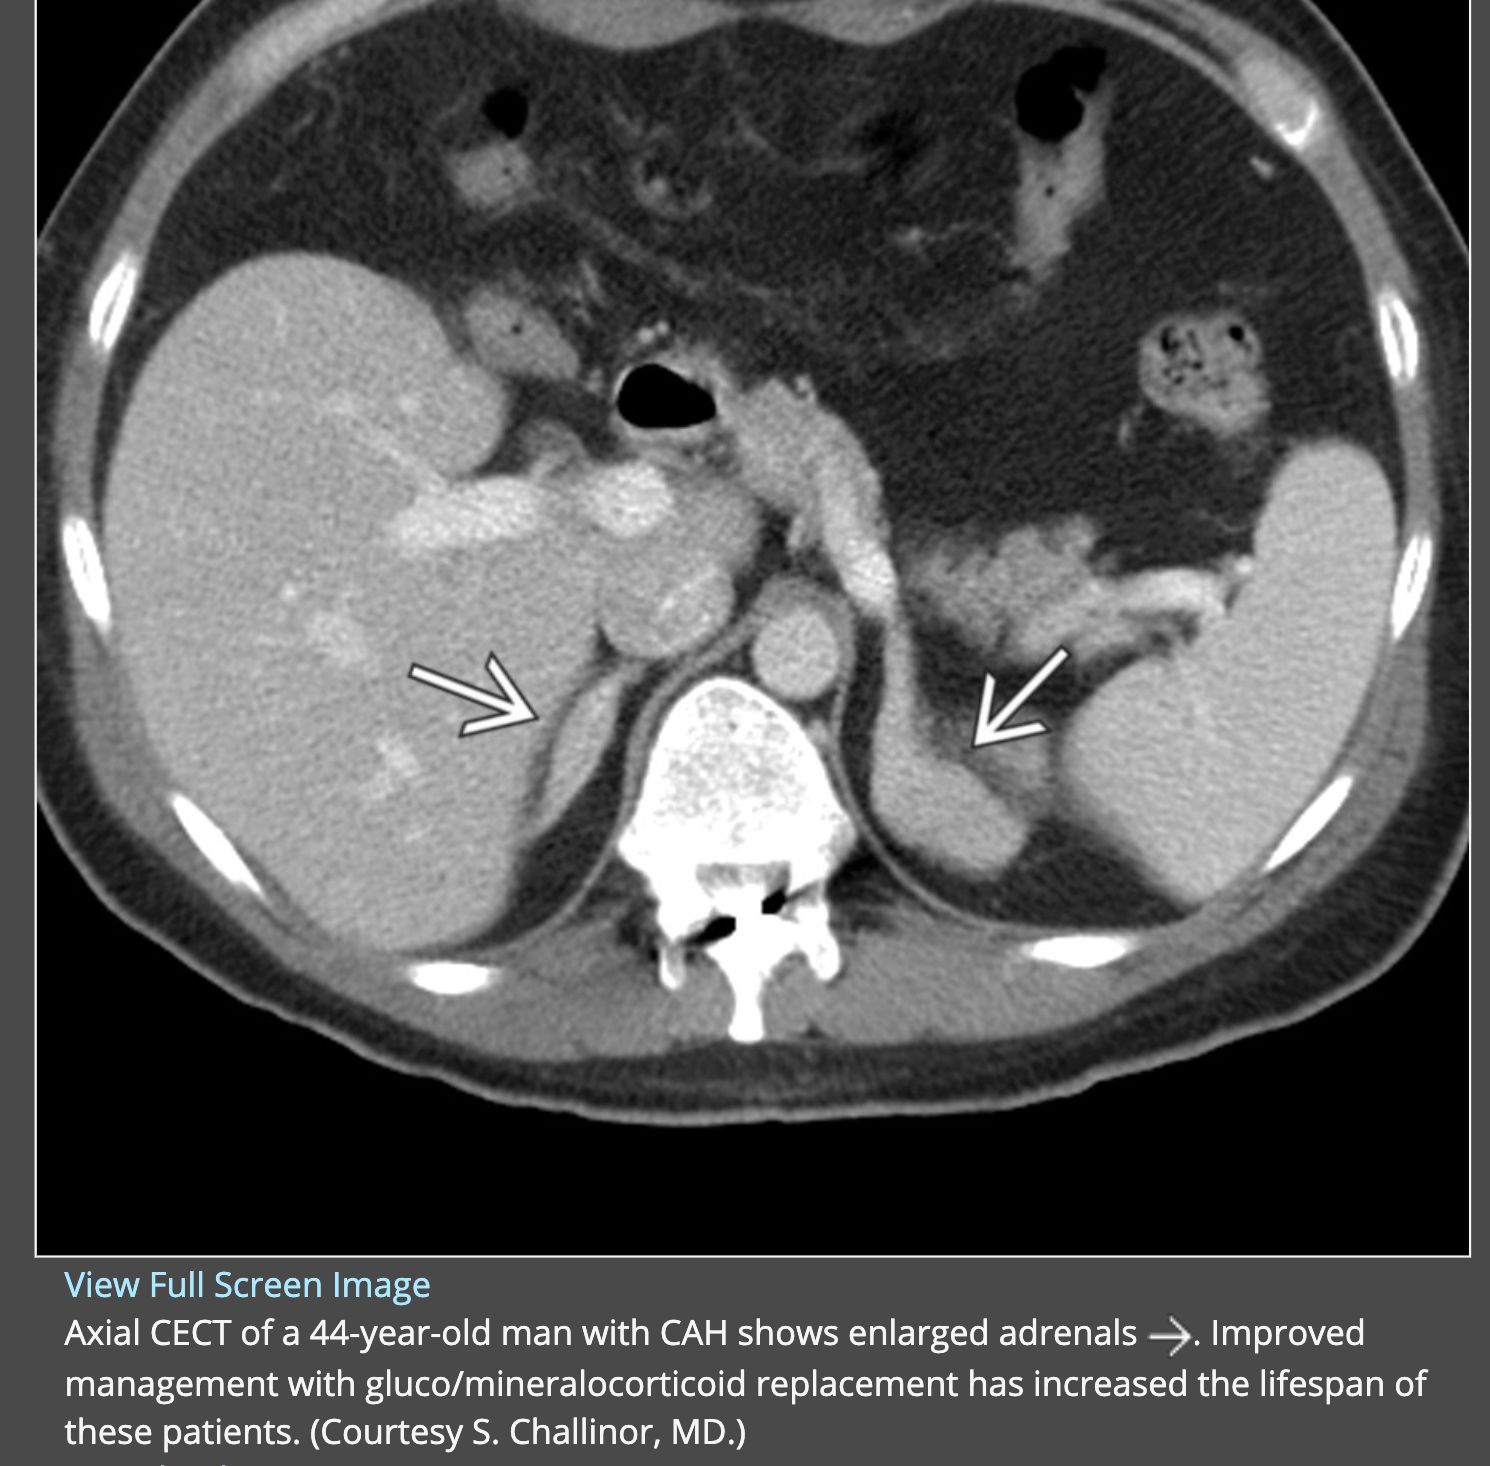 View Full Screen Image
Axial CECT of a 44-year-old man with CAH shows enlarged adrenals →. Improved
management with gluco/mineralocorticoid replacement has increased the lifespan of
these patients. (Courtesy S. Challinor, MD.)